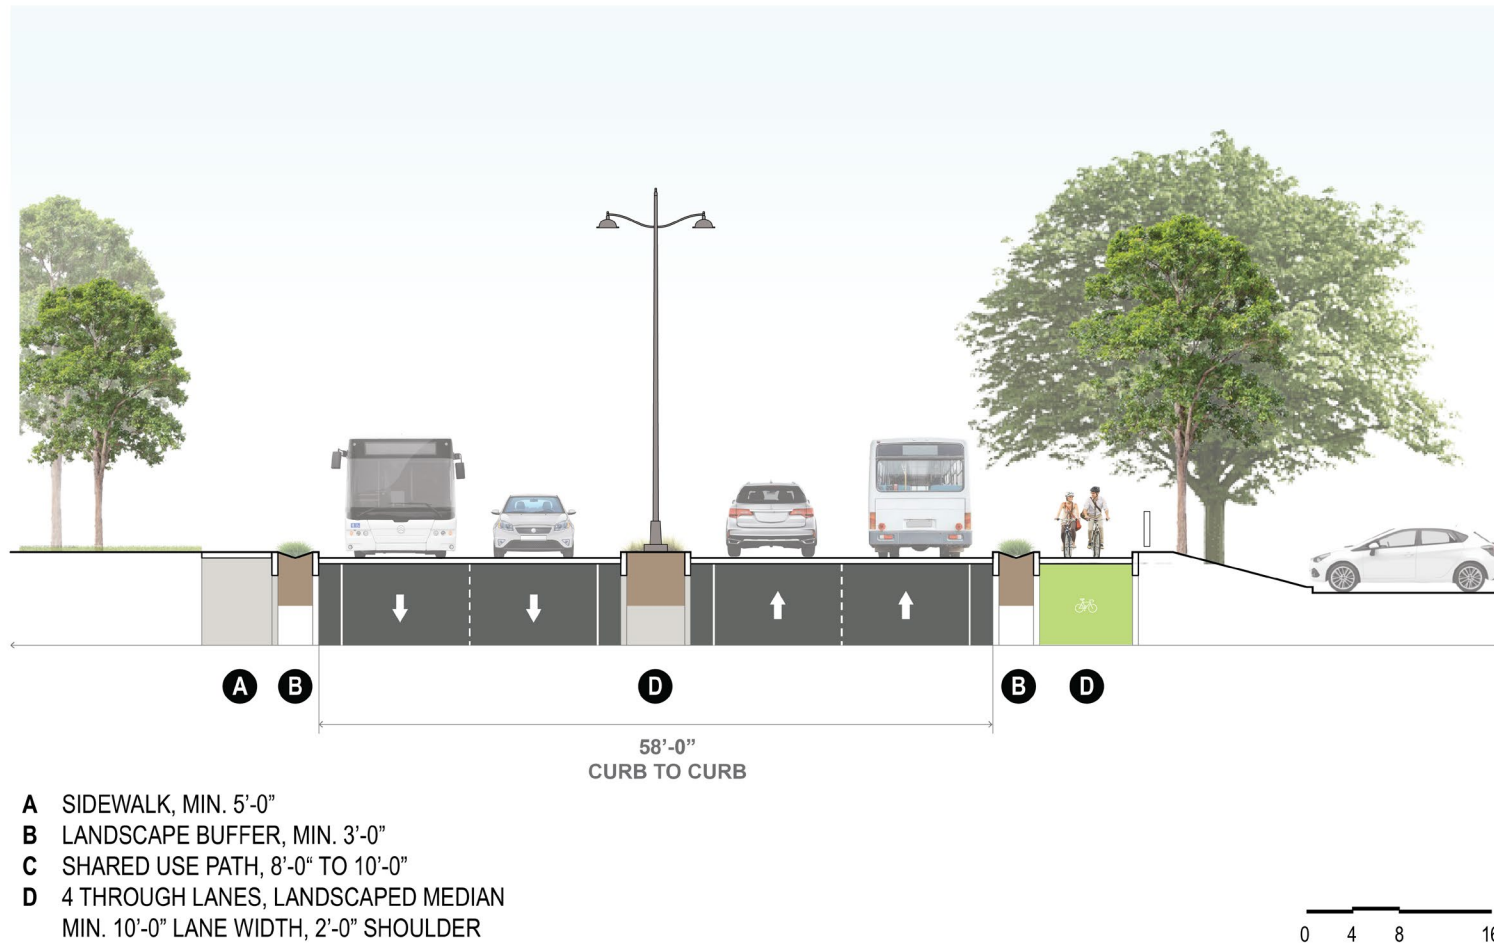 A B D B D
58’-0”
CURB TO CURB
A SIDEWALK, MIN. 5’-0”
B LANDSCAPE BUFFER, MIN. 3’-0”
C SHARED USE PATH, 8’-0“ TO 10’-0”
D 4 THROUGH LANES, LANDSCAPED MEDIAN
MIN. 10’-0” LANE WIDTH, 2’-0” SHOULDER
0 4 8 16